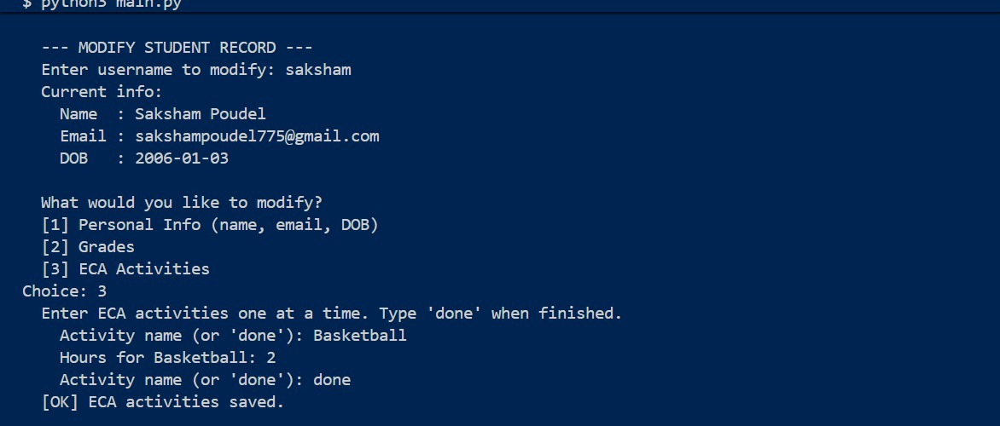 $ python3 main.py
--- MODIFY STUDENT RECORD ---
Enter username to modify: saksham
Current info:
Name  : Saksham Poudel
Email : sakshampoudel775@gmail.com
DOB   : 2006-01-03
What would you like to modify?
[1] Personal Info (name, email, DOB)
[2] Grades
[3] ECA Activities
Choice: 3
Enter ECA activities one at a time. Type 'done' when finished.
Activity name (or 'done'): Basketball
Hours for Basketball: 2
Activity name (or 'done'): done
[OK] ECA activities saved.